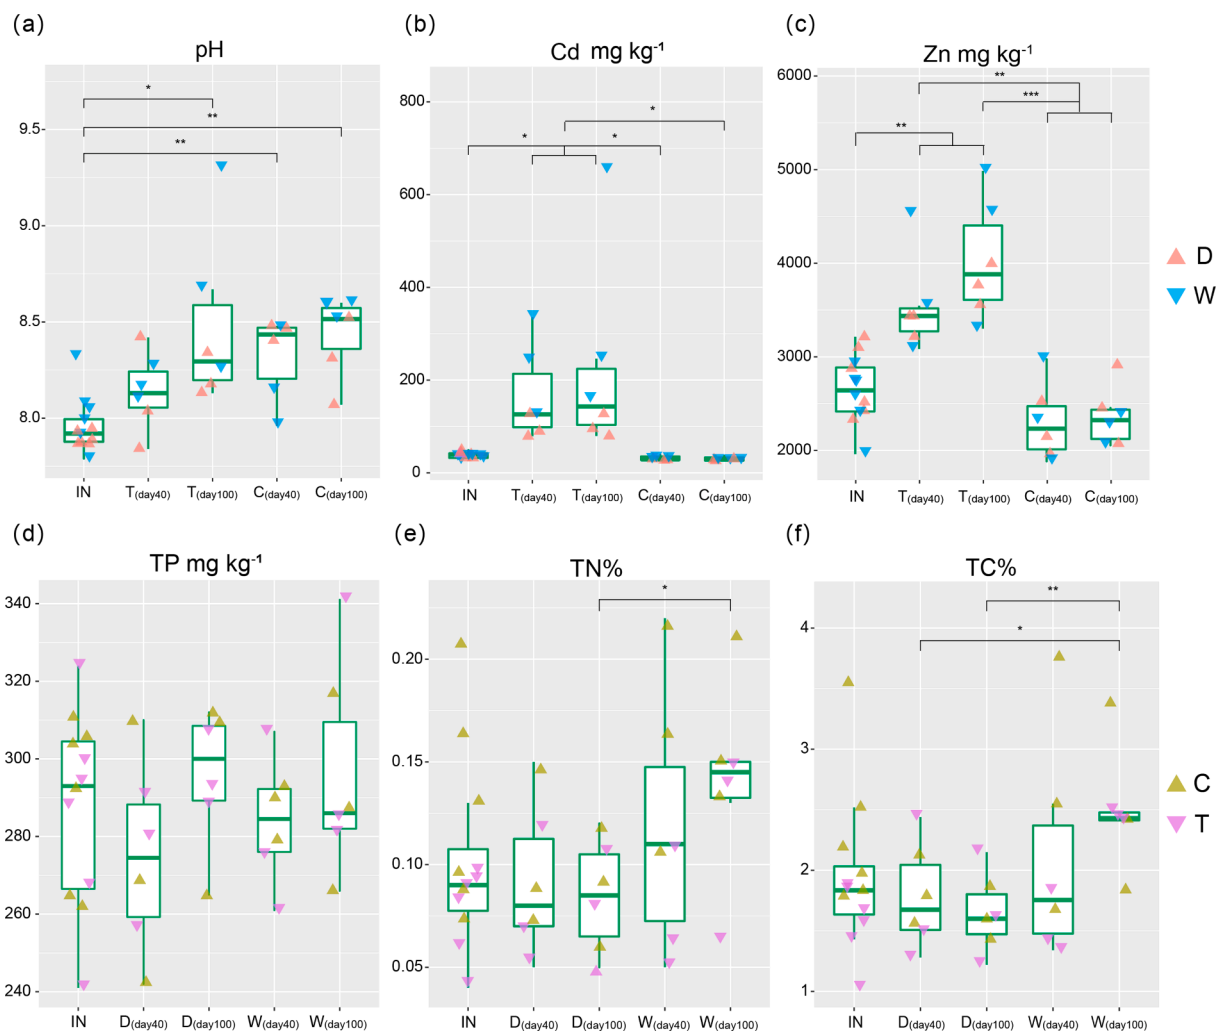 (a)
pH
*
**
**
9.5
9.0
8.5
8.0
IN
T(day40)
T(day100)
C(day40)
C(day100)
(b)
Cd mg kg⁻¹
*
*
*
800
600
400
200
0
IN
T(day40)
T(day100)
C(day40)
C(day100)
(c)
Zn mg kg⁻¹
**
***
**
6000
5000
4000
3000
2000
IN
T(day40)
T(day100)
C(day40)
C(day100)
D
W
(d)
TP mg kg⁻¹
340
320
300
280
260
240
IN
D(day40)
D(day100)
W(day40)
W(day100)
(e)
TN%
*
0.20
0.15
0.10
0.05
IN
D(day40)
D(day100)
W(day40)
W(day100)
(f)
TC%
**
*
4
3
2
1
IN
D(day40)
D(day100)
W(day40)
W(day100)
C
T